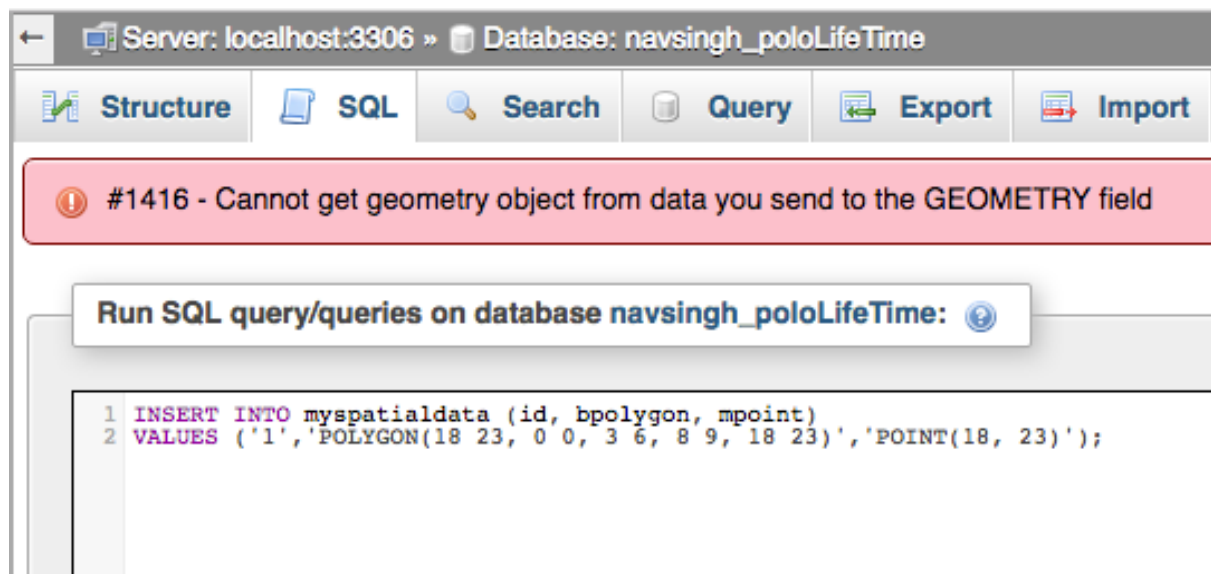 ← Server: localhost:3306 » Database: navsingh_poloLifeTime
Structure SQL Search Query Export Import
#1416 - Cannot get geometry object from data you send to the GEOMETRY field
Run SQL query/queries on database navsingh_poloLifeTime:
1 INSERT INTO myspatialdata (id, bpolygon, mpoint)
2 VALUES ('1','POLYGON(18 23, 0 0, 3 6, 8 9, 18 23)','POINT(18, 23)');